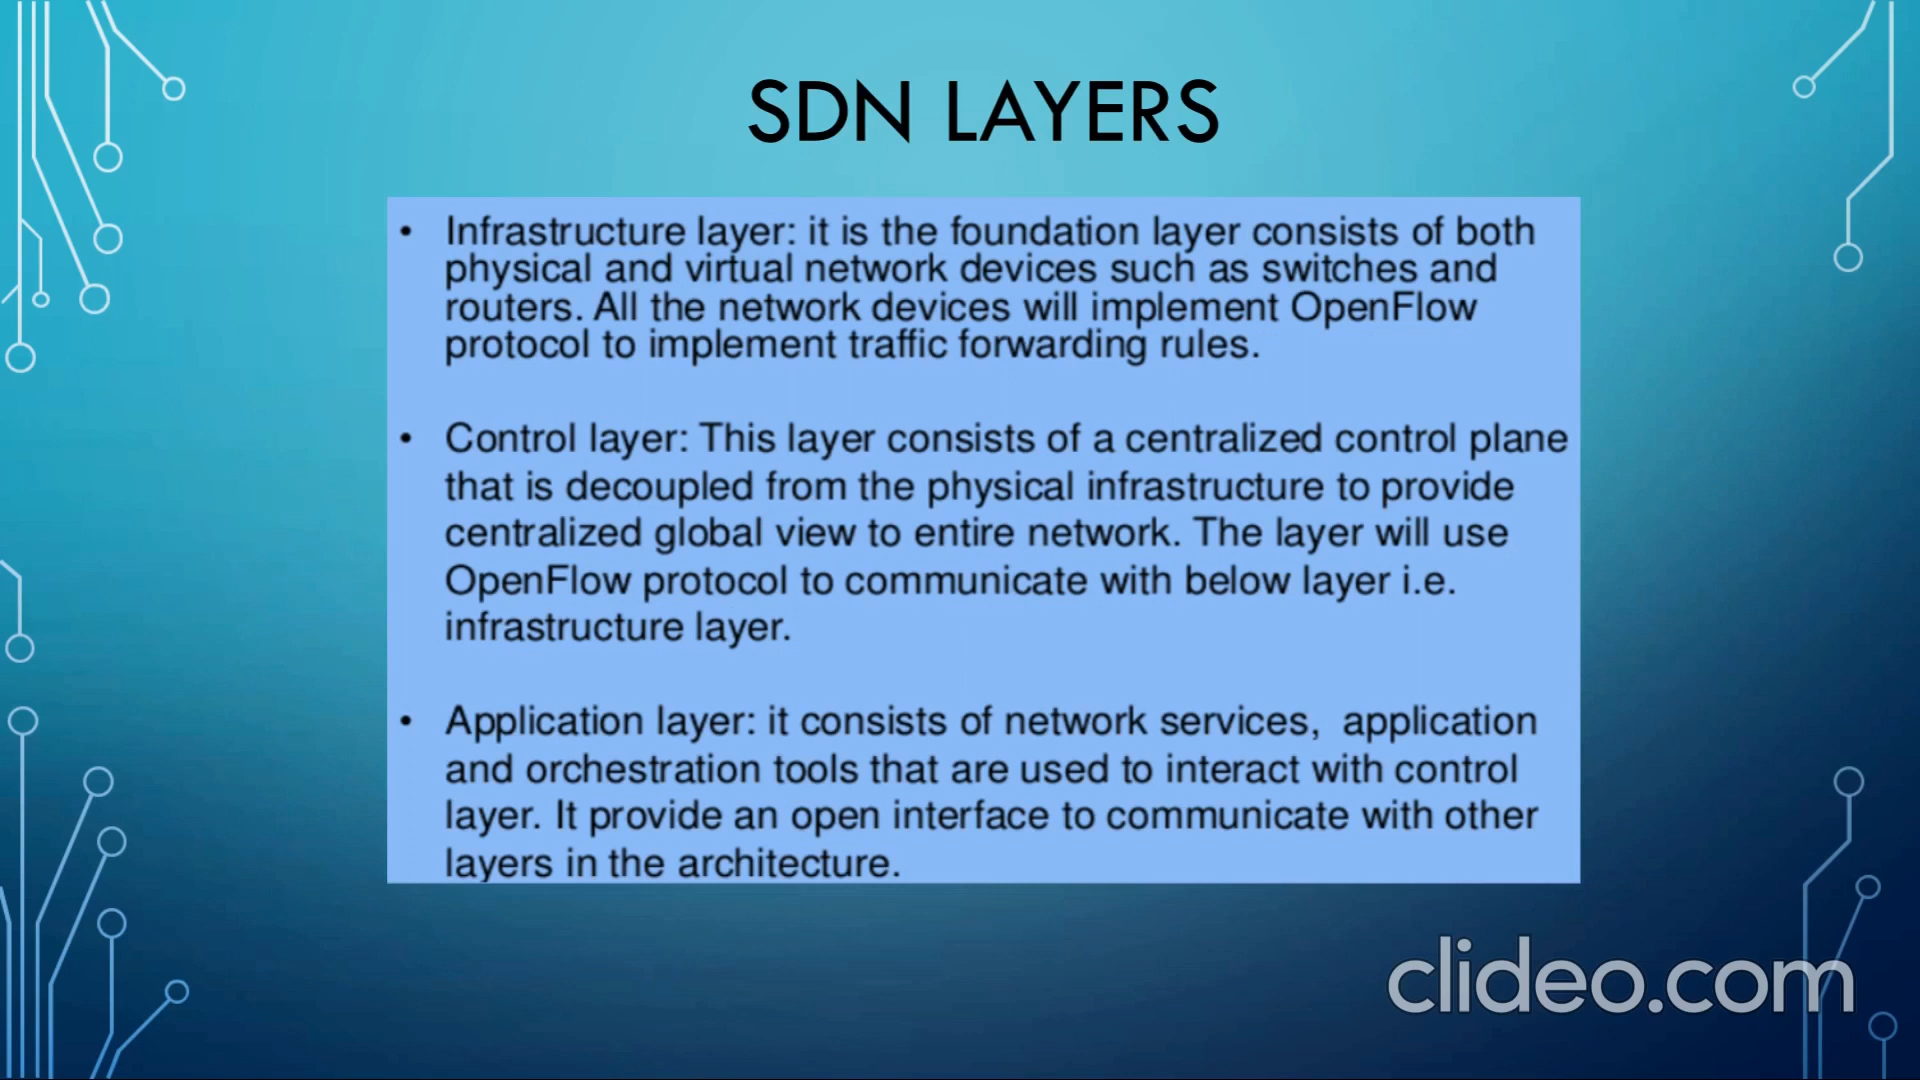 SDN LAYERS
• Infrastructure layer: it is the foundation layer consists of both
physical and virtual network devices such as switches and
routers. All the network devices will implement OpenFlow
protocol to implement traffic forwarding rules.
• Control layer: This layer consists of a centralized control plane
that is decoupled from the physical infrastructure to provide
centralized global view to entire network. The layer will use
OpenFlow protocol to communicate with below layer i.e.
infrastructure layer.
• Application layer: it consists of network services,  application
and orchestration tools that are used to interact with control
layer. It provide an open interface to communicate with other
layers in the architecture.
clideo.com